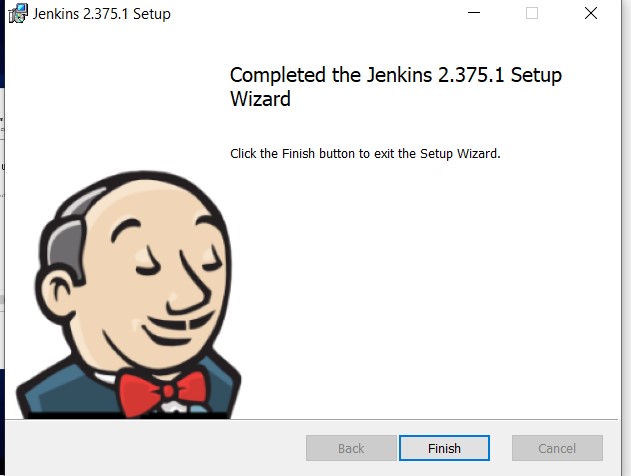 Jenkins 2.375.1 Setup
Completed the Jenkins 2.375.1 Setup
Wizard
Click the Finish button to exit the Setup Wizard.
Back
Finish
Cancel